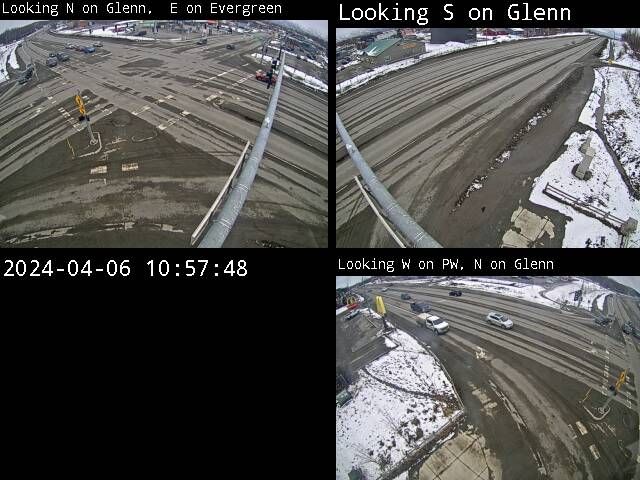 Looking N on Glenn,  E on Evergreen
Looking S on Glenn
2024-04-06 10:57:48
Looking W on PW, N on Glenn